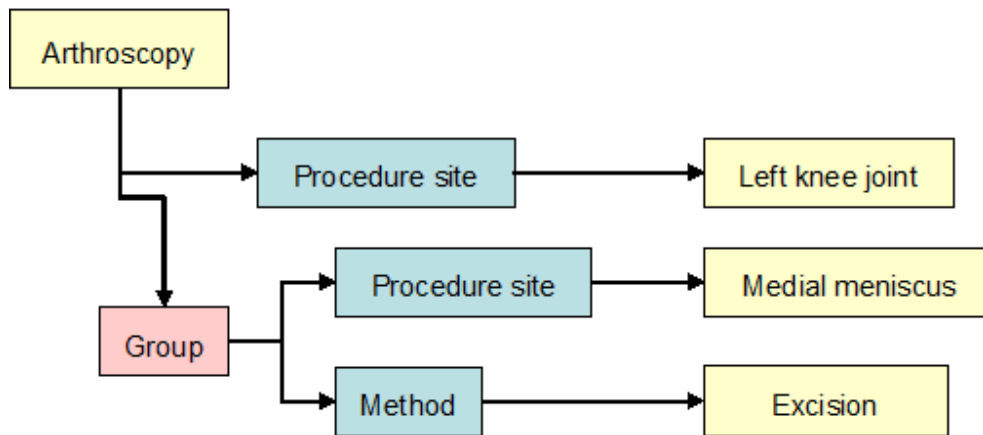 Arthroscopy
Procedure site
Left knee joint
Procedure site
Medial meniscus
Group
Method
Excision